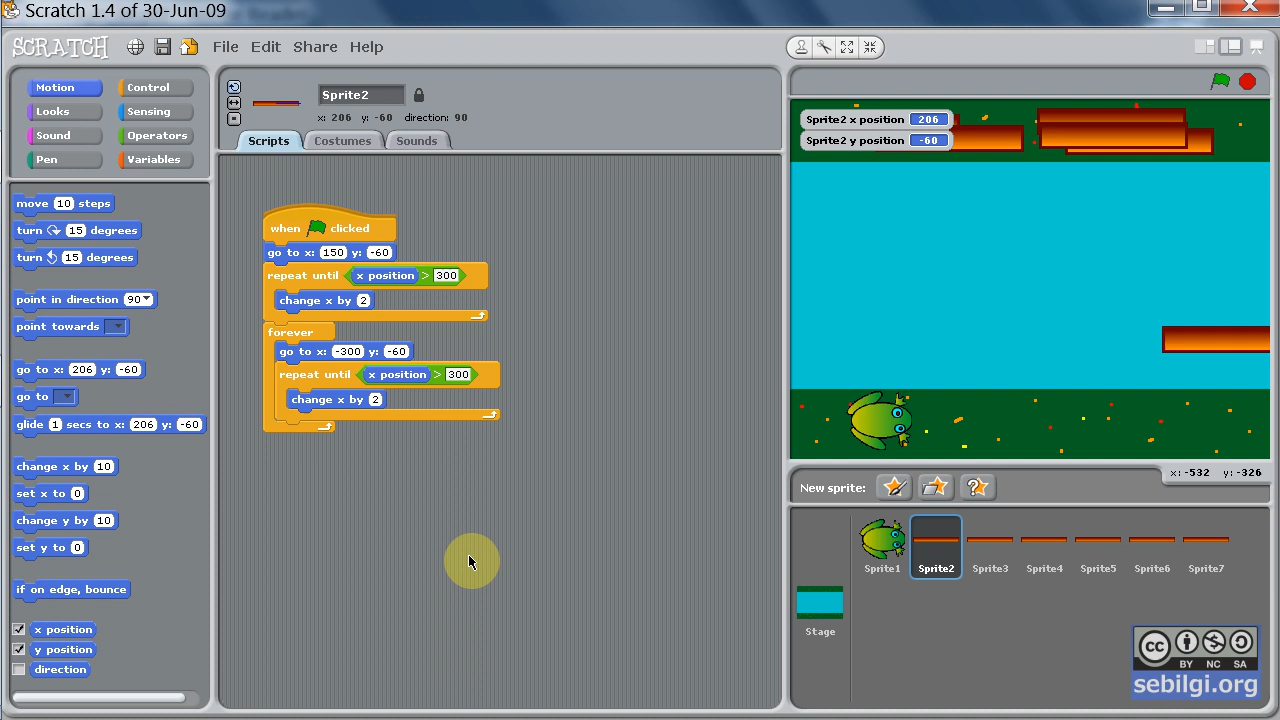 Scratch 1.4 of 30-Jun-09
SCRATCH File Edit Share Help
Motion Control
Looks Sensing
Sound Operators
Pen Variables
move 10 steps
turn 15 degrees
turn 15 degrees
point in direction 90
point towards
go to x: 206 y: -60
go to
glide 1 secs to x: 206 y: -60
change x by 10
set x to 0
change y by 10
set y to 0
if on edge, bounce
x position
y position
direction
Sprite2
x: 206 y: -60 direction: 90
Scripts Costumes Sounds
when clicked
go to x: 150 y: -60
repeat until x position > 300
change x by 2
forever
go to x: -300 y: -60
repeat until x position > 300
change x by 2
Sprite2 x position 206
Sprite2 y position -60
x: -532 y: -326
New sprite:
Sprite1 Sprite2 Sprite3 Sprite4 Sprite5 Sprite6 Sprite7
Stage
cc BY NC SA
sebilgi.org